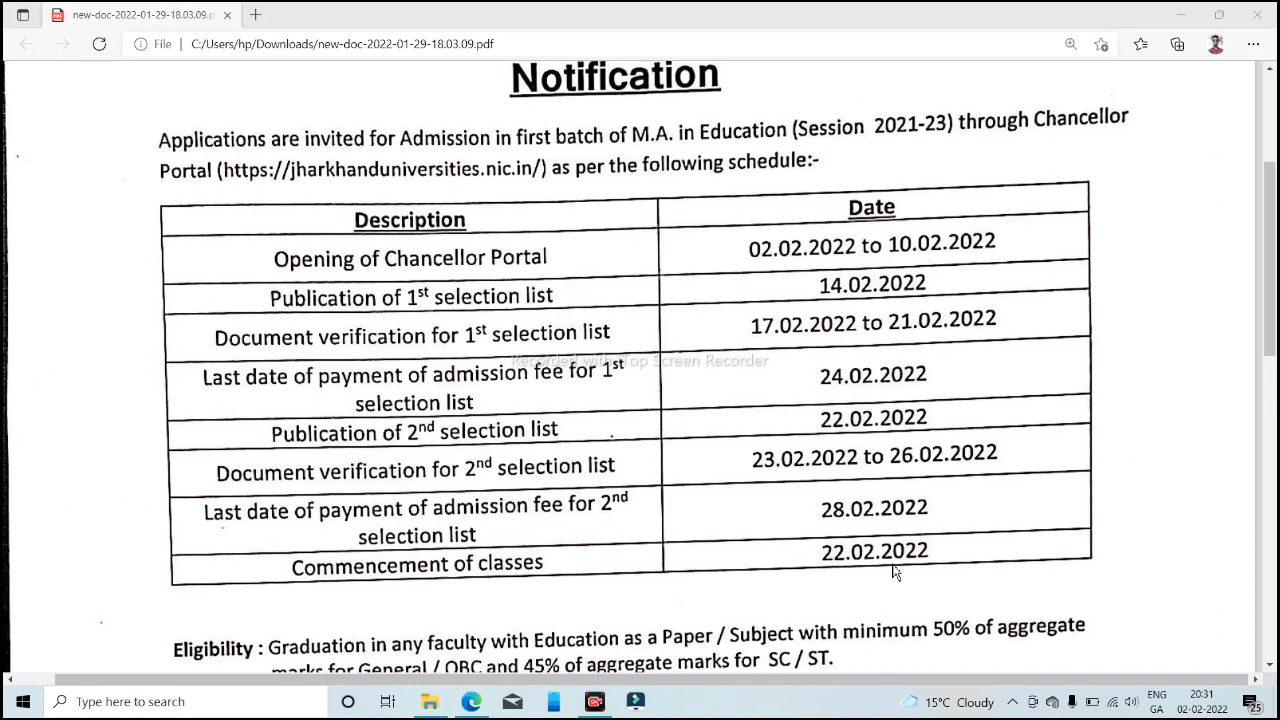 new-doc-2022-01-29-18.03.09.p
File C:/Users/hp/Downloads/new-doc-2022-01-29-18.03.09.pdf
Notification
Applications are invited for Admission in first batch of M.A. in Education (Session 2021-23) through Chancellor
Portal (https://jharkhanduniversities.nic.in/) as per the following schedule:-
Description Date
Opening of Chancellor Portal 02.02.2022 to 10.02.2022
Publication of 1st selection list 14.02.2022
Document verification for 1st selection list 17.02.2022 to 21.02.2022
Recorded with Top Screen Recorder
Last date of payment of admission fee for 1st
selection list 24.02.2022
Publication of 2nd selection list 22.02.2022
Document verification for 2nd selection list 23.02.2022 to 26.02.2022
Last date of payment of admission fee for 2nd
selection list 28.02.2022
Commencement of classes 22.02.2022
Eligibility : Graduation in any faculty with Education as a Paper / Subject with minimum 50% of aggregate
marks for General / OBC and 45% of aggregate marks for SC / ST.
Type here to search
15°C Cloudy
ENG
GA
20:31
02-02-2022
25